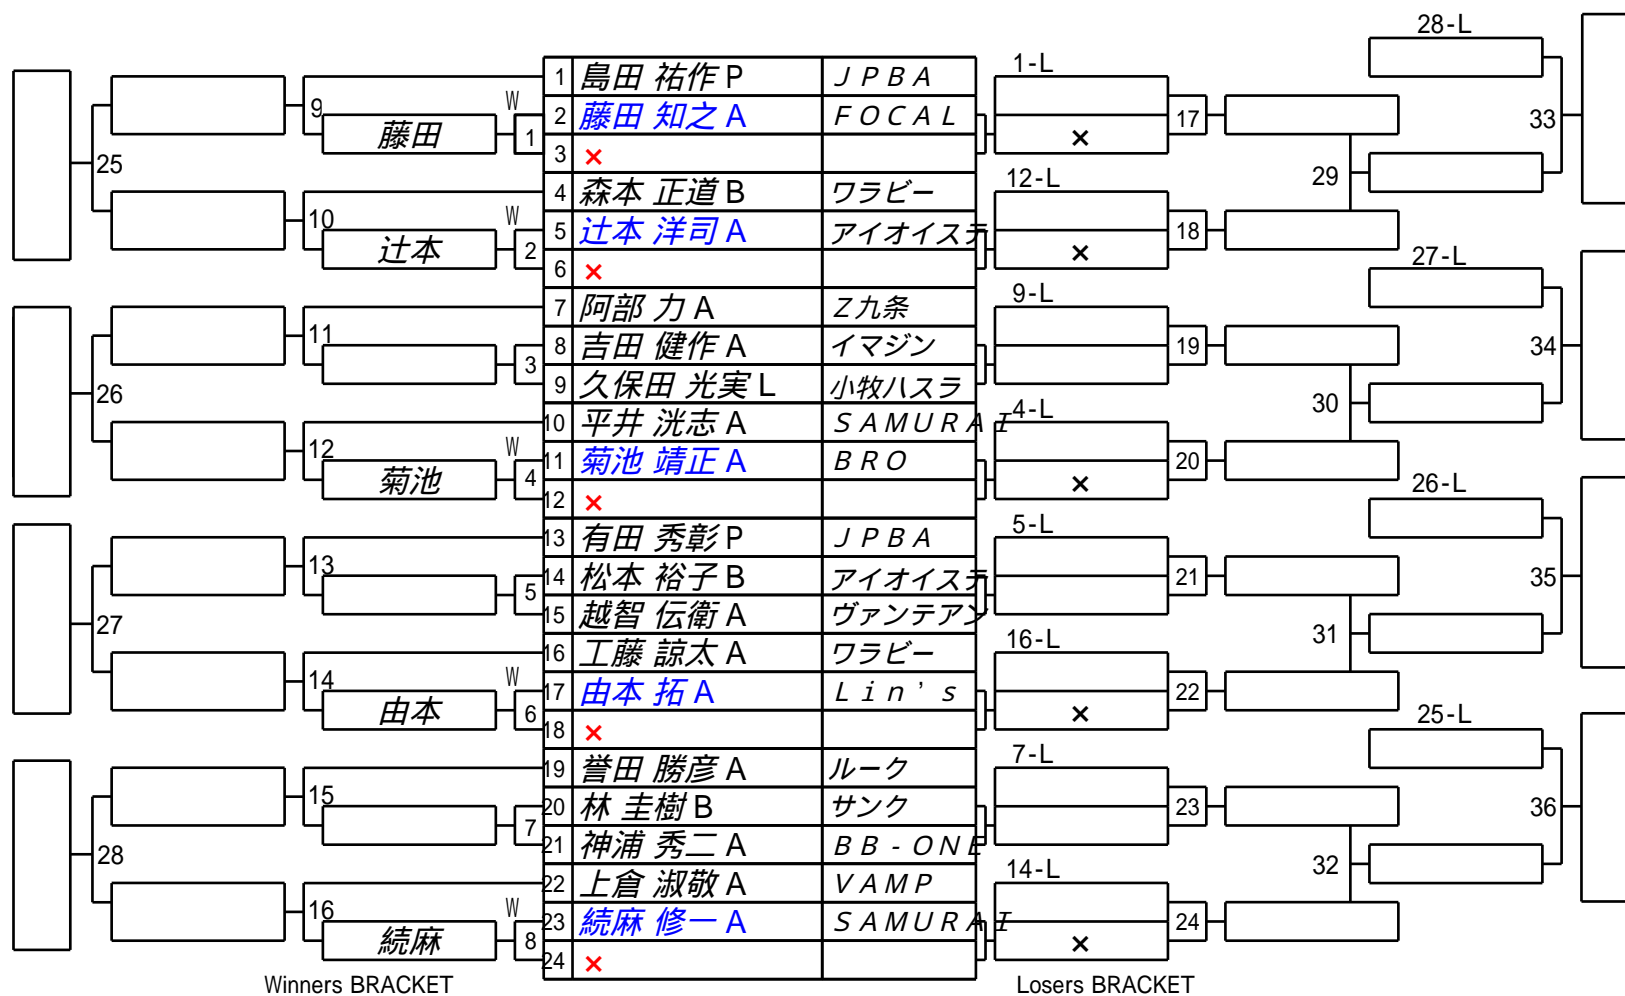 28-L
1 島田 祐作 P JPBA 1-L
9 W 2 藤田 知之 A FOCAL 17 33
藤田 1 ×
3 ×
25 4 森本 正道 B ワラビー 12-L 29
10 W 5 辻本 洋司 A アイオイステ 18
辻本 2 6 × × 27-L
7 阿部 力 A Z九条 9-L
11 8 吉田 健作 A イマジン 19 34
3 9 久保田 光実 L 小牧ハスラ
26 10 平井 洸志 A SAMURAI 4-L 30
12 W 11 菊池 靖正 A BRO 20
菊池 4 12 × × 26-L
13 有田 秀彰 P JPBA 5-L
13 14 松本 裕子 B アイオイステ 21 35
5 15 越智 伝衛 A ヴァンテアン
27 16 工藤 諒太 A ワラビー 16-L 31
14 W 17 由本 拓 A Lin's 22
由本 6 18 × × 25-L
19 誉田 勝彦 A ルーク 7-L
15 20 林 圭樹 B サンク 23 36
7 21 神浦 秀二 A BB-ONE
28 22 上倉 淑敬 A VAMP 14-L 32
16 W 23 続麻 修一 A SAMURAI 24
続麻 8 24 × ×
Winners BRACKET Losers BRACKET